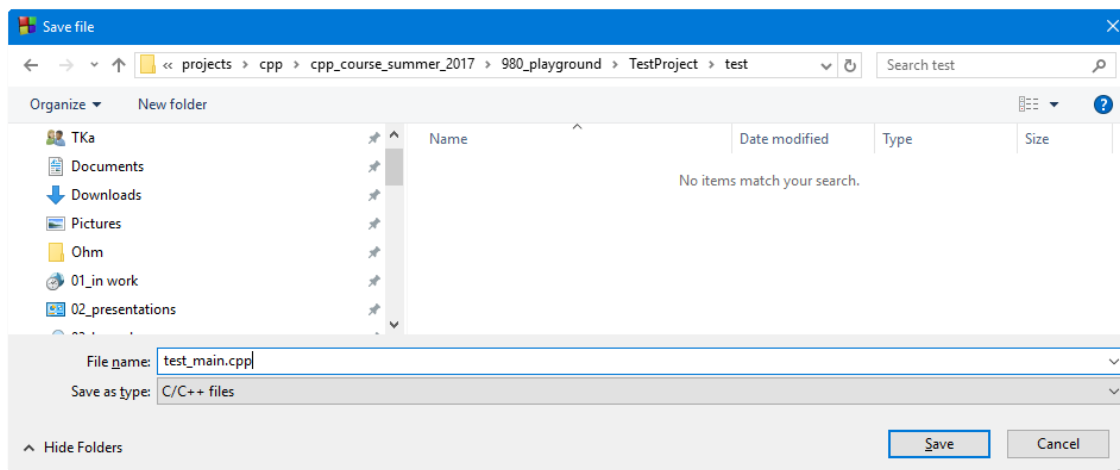 Save file
« projects > cpp > cpp_course_summer_2017 > 980_playground > TestProject > test
Search test
Organize
New folder
TKa
Name
Date modified
Type
Size
Documents
No items match your search.
Downloads
Pictures
Ohm
01_in work
02_presentations
File name: test_main.cpp
Save as type: C/C++ files
Hide Folders
Save
Cancel